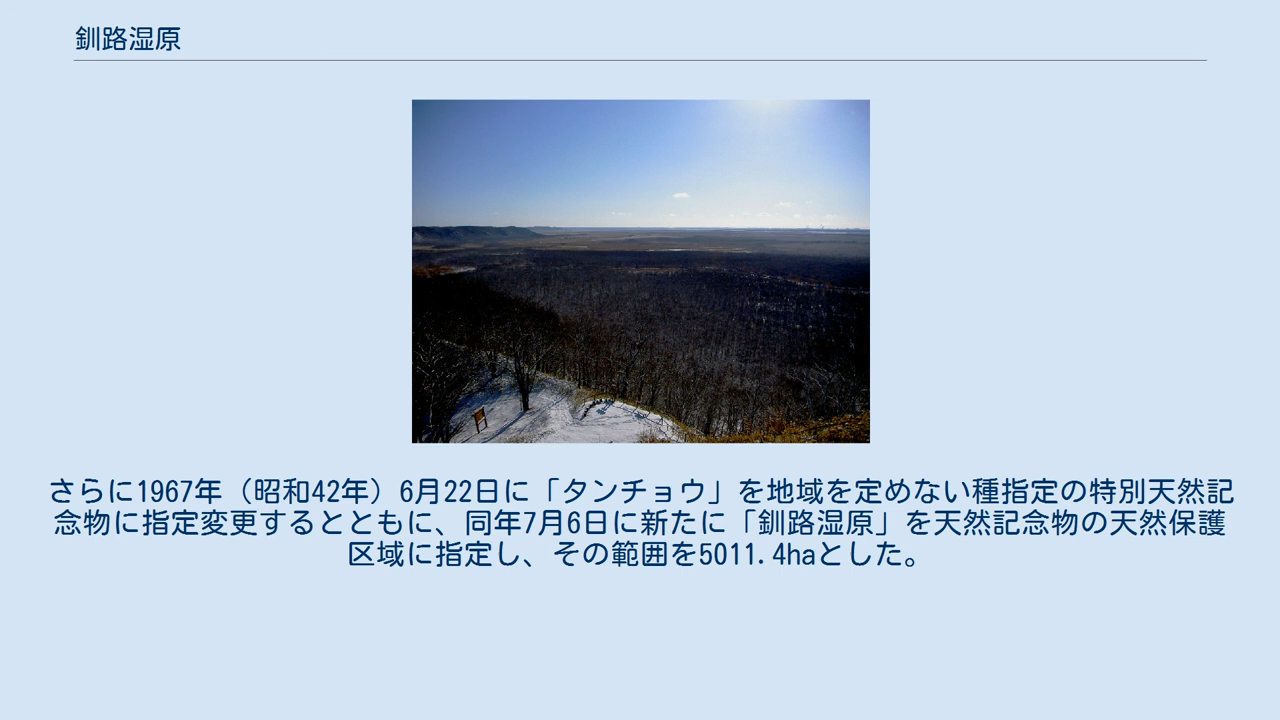 釧路湿原
さらに1967年（昭和42年）6月22日に「タンチョウ」を地域を定めない種指定の特別天然記
念物に指定変更するとともに、同年7月6日に新たに「釧路湿原」を天然記念物の天然保護
区域に指定し、その範囲を5011.4haとした。